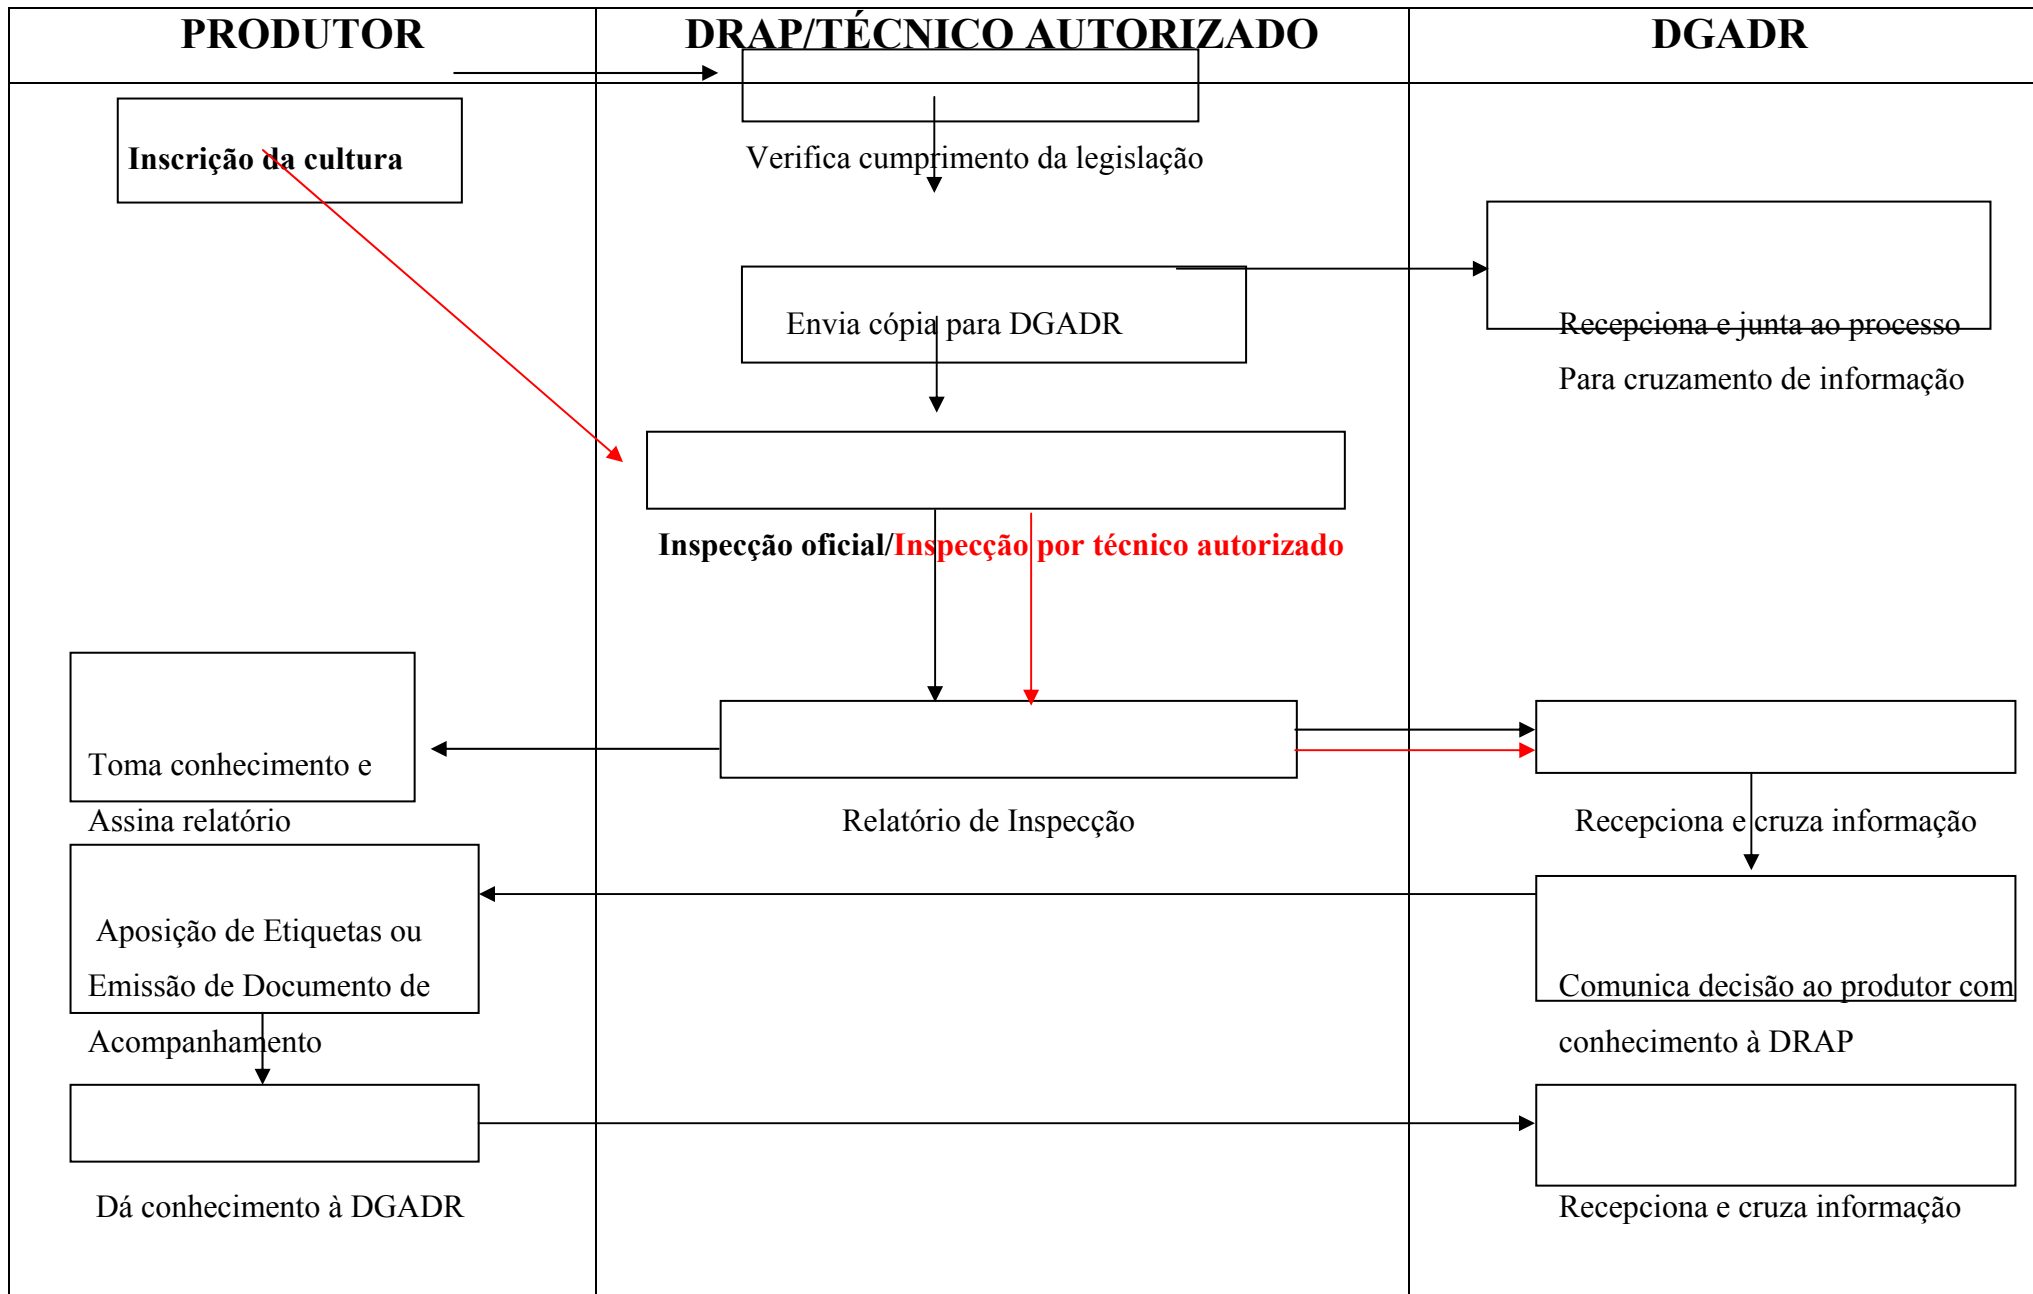 PRODUTOR
DRAP/TÉCNICO AUTORIZADO
DGADR
Inscrição da cultura
Verifica cumprimento da legislação
Envia cópia para DGADR
Recepciona e junta ao processo
Para cruzamento de informação
Inspecção oficial/Inspecção por técnico autorizado
Toma conhecimento e
Assina relatório
Relatório de Inspecção
Recepciona e cruza informação
Aposição de Etiquetas ou
Emissão de Documento de
Acompanhamento
Comunica decisão ao produtor com
conhecimento à DRAP
Dá conhecimento à DGADR
Recepciona e cruza informação